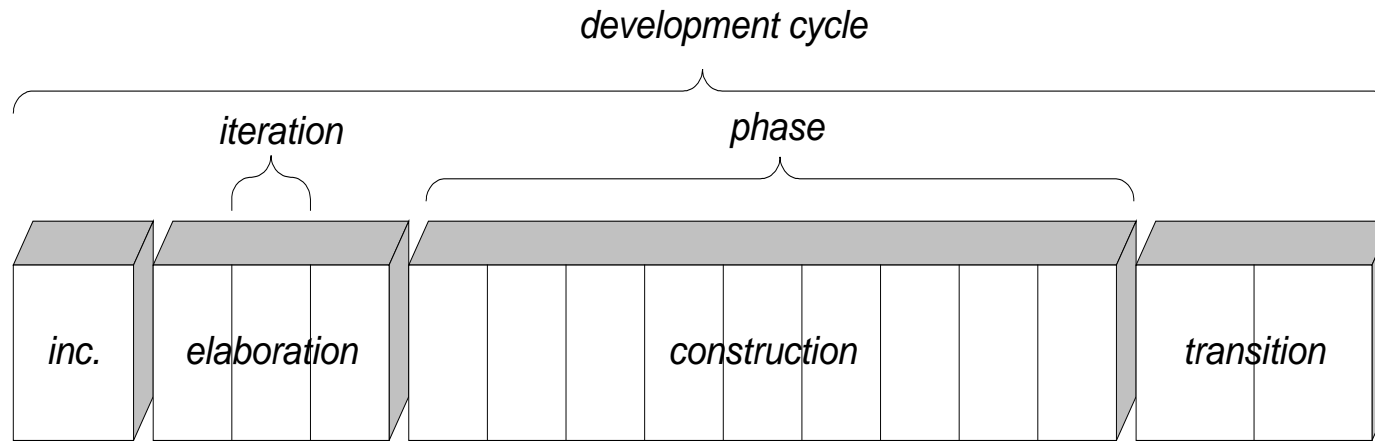 development cycle
iteration
phase
inc.
elaboration
construction
transition